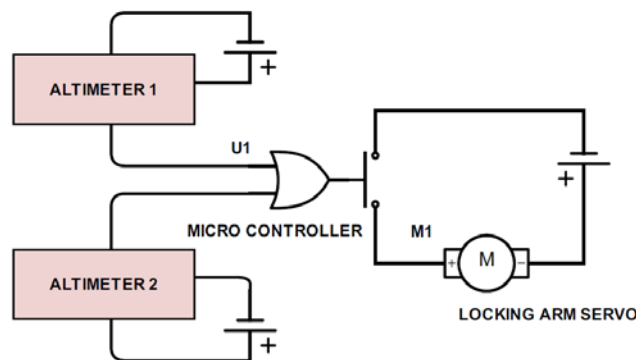 ALTIMETER 1
+
U1
MICRO CONTROLLER
+
M1
+ M −
LOCKING ARM SERVO
ALTIMETER 2
+